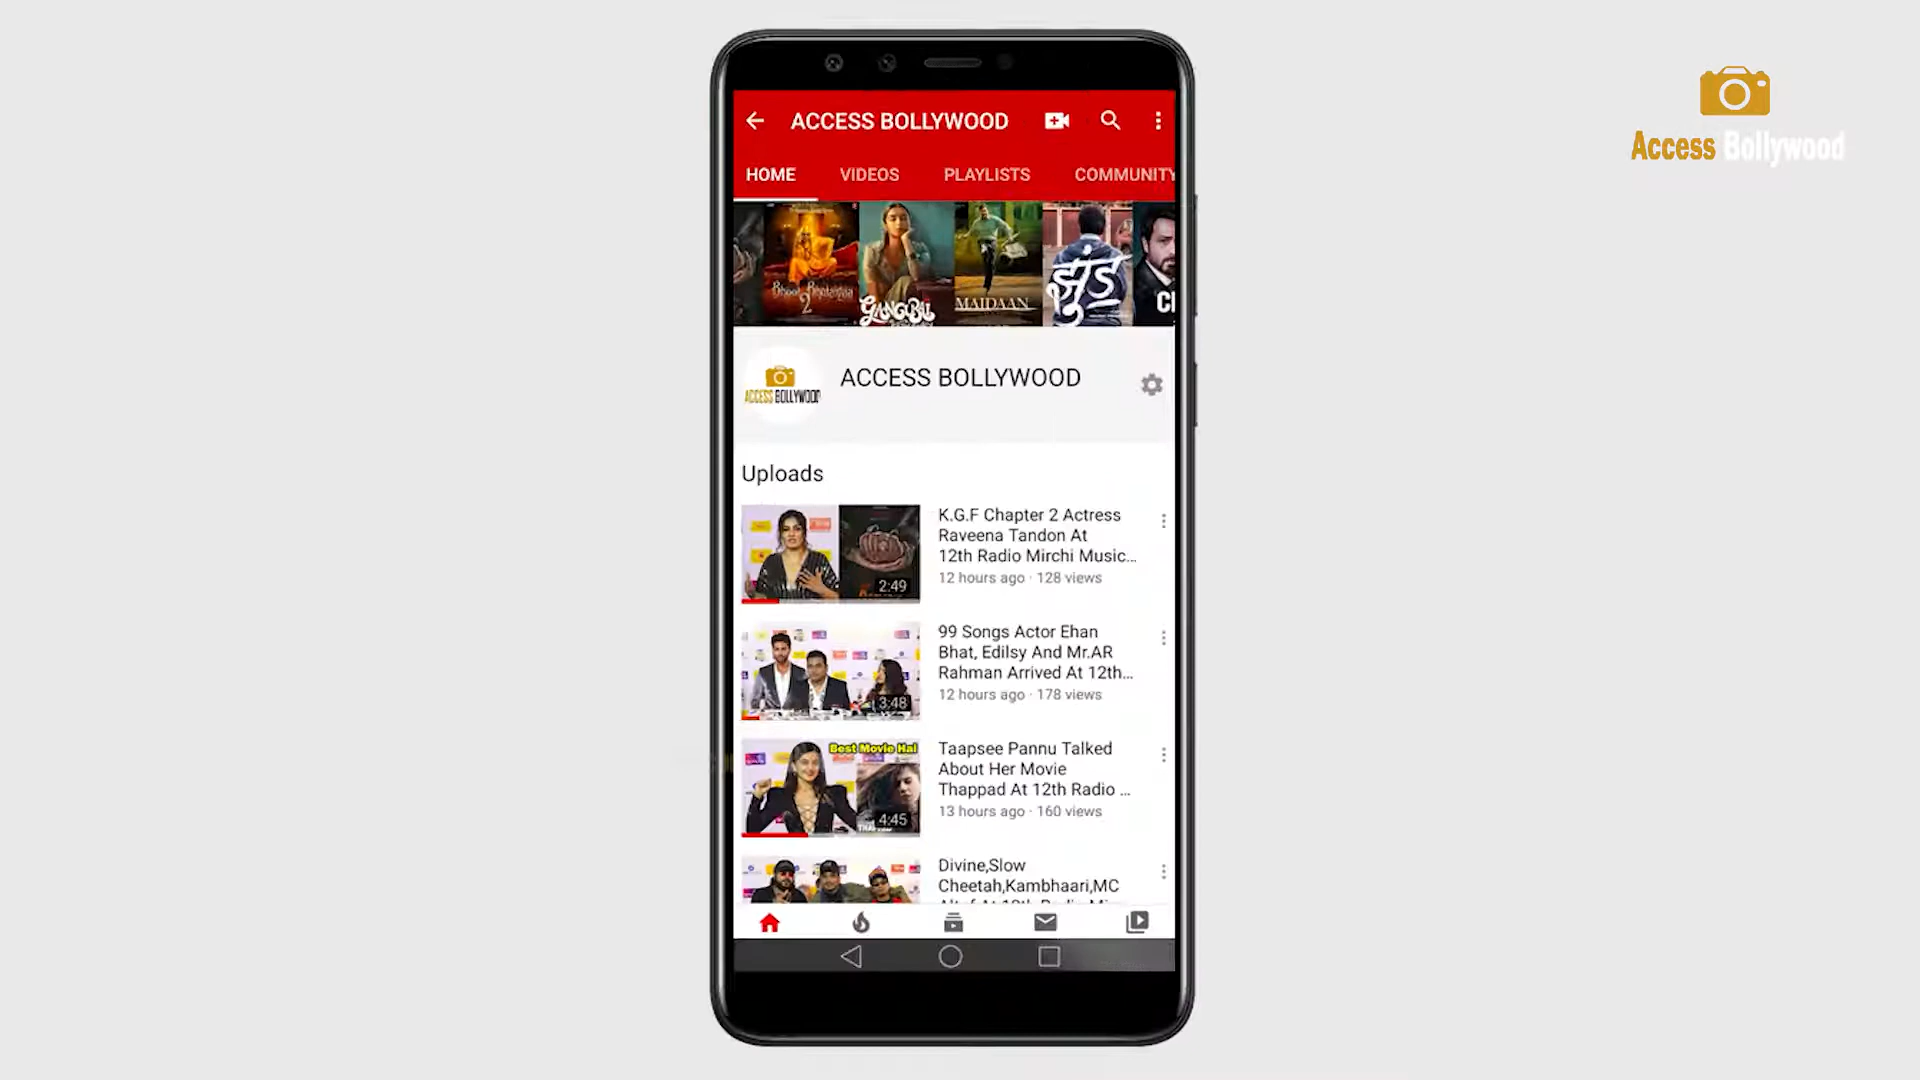 ACCESS BOLLYWOOD
HOME VIDEOS PLAYLISTS COMMUNITY
Bhool Bhulaiyaa 2
GANGUBAI
MAIDAAN
झुंड
Access Bollywood
ACCESS BOLLYWOOD
ACCESS BOLLYWOOD
Uploads
K.G.F Chapter 2 Actress
Raveena Tandon At
12th Radio Mirchi Music...
12 hours ago · 128 views
2:49
99 Songs Actor Ehan
Bhat, Edilsy And Mr.AR
Rahman Arrived At 12th...
12 hours ago · 178 views
3:48
Best Movie Hai
Taapsee Pannu Talked
About Her Movie
Thappad At 12th Radio ...
13 hours ago · 160 views
4:45
Divine,Slow
Cheetah,Kambhaari,MC